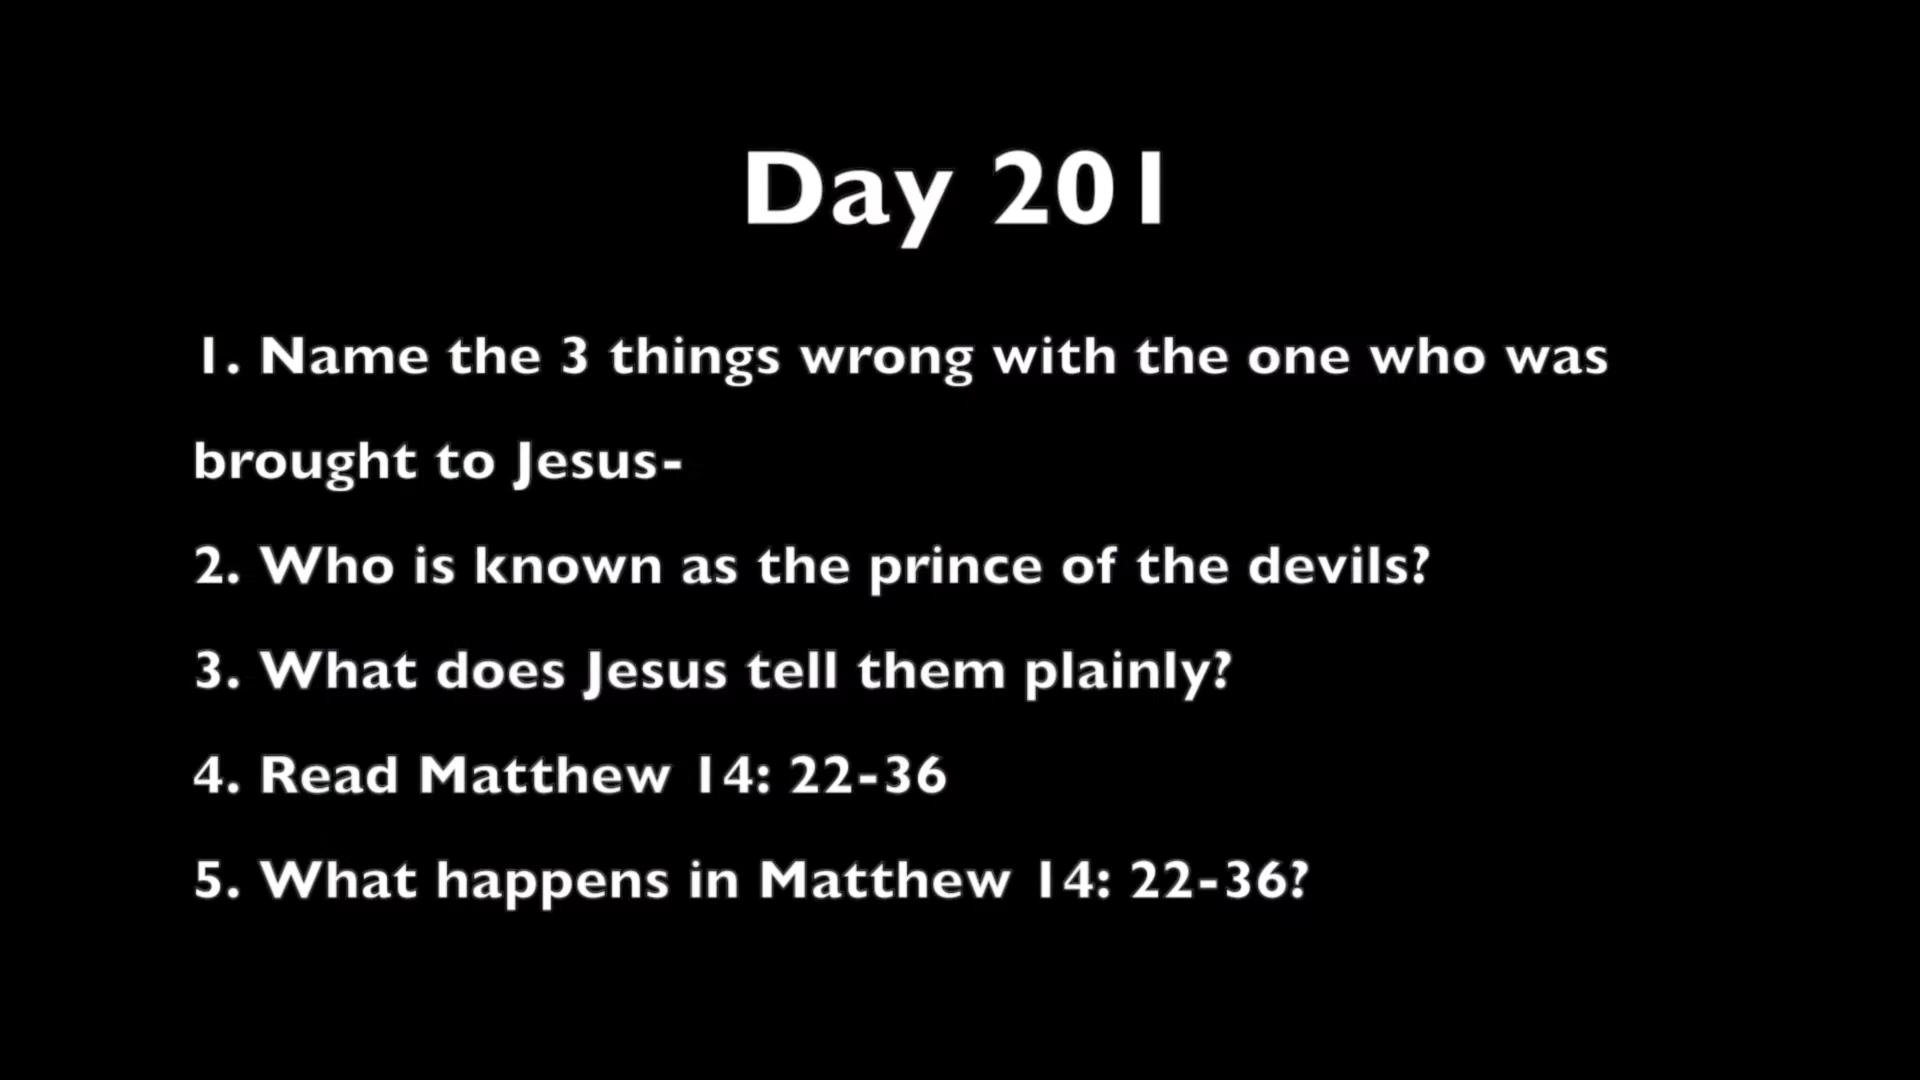 Day 201
1. Name the 3 things wrong with the one who was
brought to Jesus-
2. Who is known as the prince of the devils?
3. What does Jesus tell them plainly?
4. Read Matthew 14: 22-36
5. What happens in Matthew 14: 22-36?